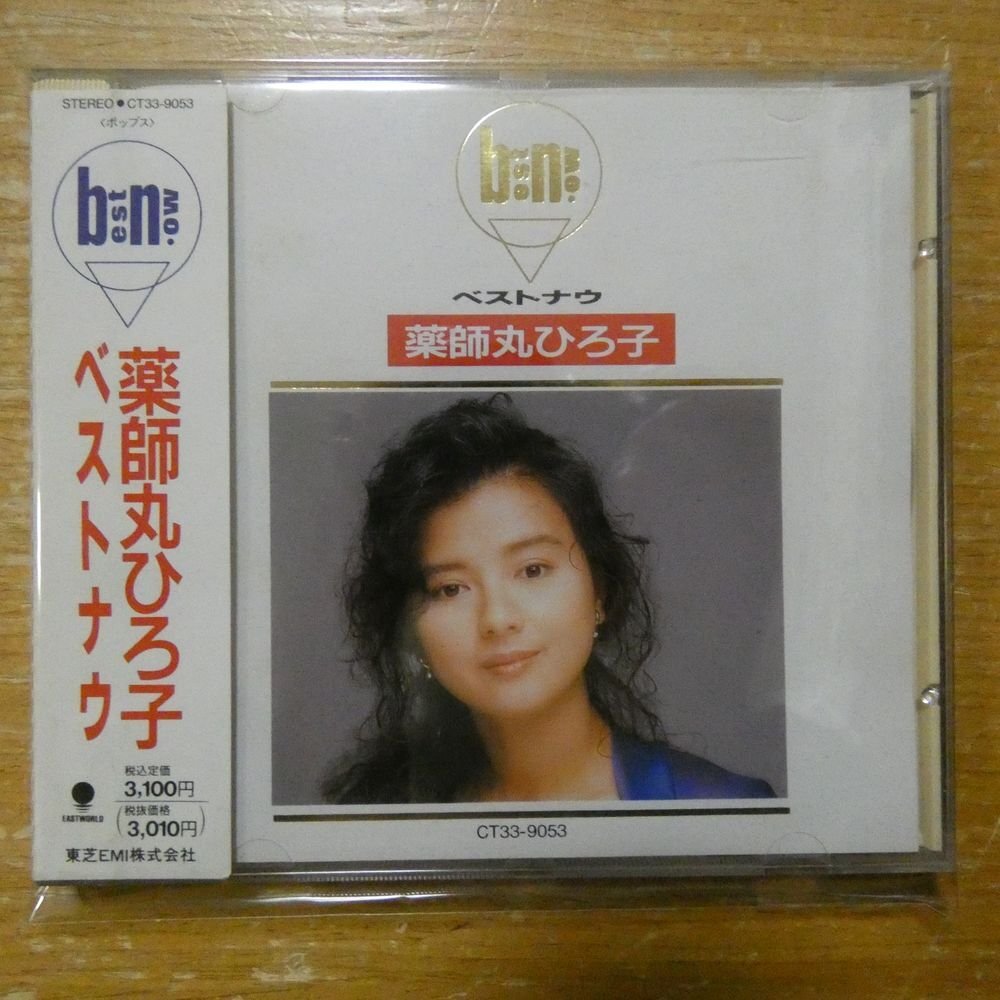 STEREO●CT33-9053
〈ポップス〉
best now.
薬師丸ひろ子
ベストナウ
税込定価
3,100円
(税抜価格
3,010円)
EASTWORLD
東芝EMI株式会社
best now.
ベストナウ
薬師丸ひろ子
CT33-9053